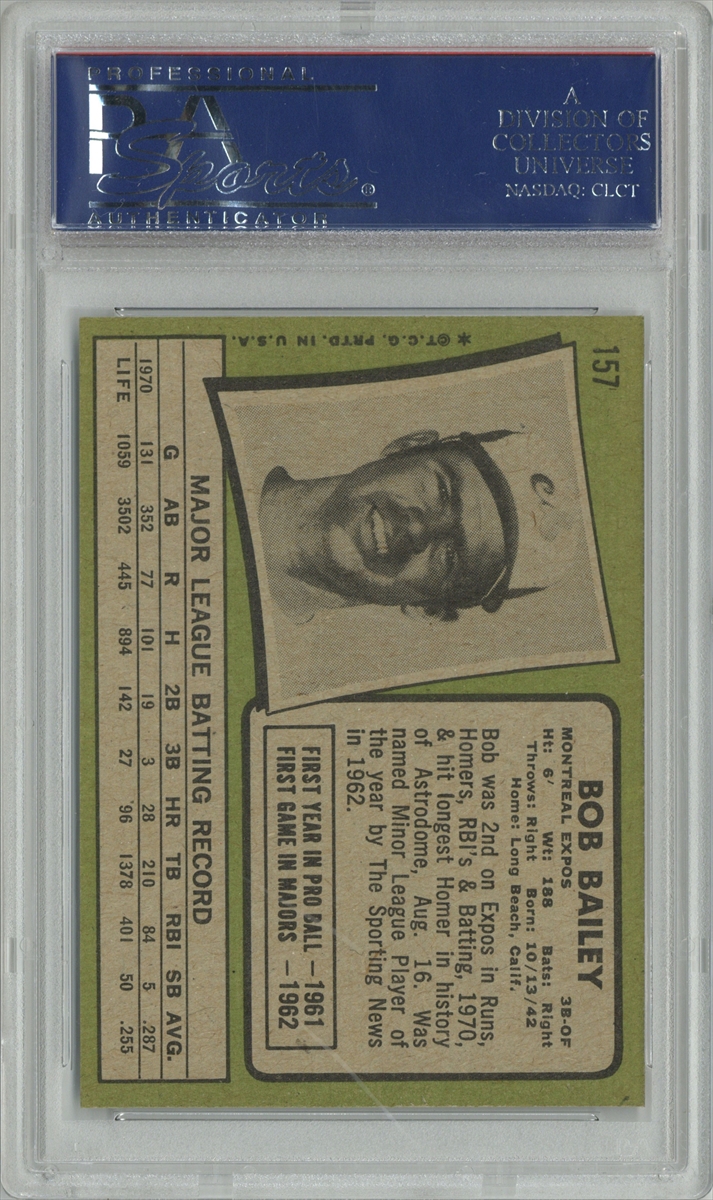 PROFESSIONAL
PSA
Sports®
AUTHENTICATOR
A
DIVISION OF
COLLECTORS
UNIVERSE
NASDAQ: CLCT
157
*©T.C.G. PRTD. IN U.S.A.
BOB BAILEY
MONTREAL EXPOS 3B-OF
Ht: 6' Wt: 188 Bats: Right
Throws: Right Born: 10/13/42
Home: Long Beach, Calif.
Bob was 2nd on Expos in Runs,
Homers, RBI's & Batting, 1970,
& hit longest Homer in history
of Astrodome, Aug. 16. Was
named Minor League Player of
the year by The Sporting News
in 1962.
FIRST YEAR IN PRO BALL —1961
FIRST GAME IN MAJORS —1962
MAJOR LEAGUE BATTING RECORD
G AB R H 2B 3B HR TB RBI SB AVG.
1970 131 352 77 101 19 3 28 210 84 5 .287
LIFE 1059 3502 445 894 142 27 96 1378 401 50 .255